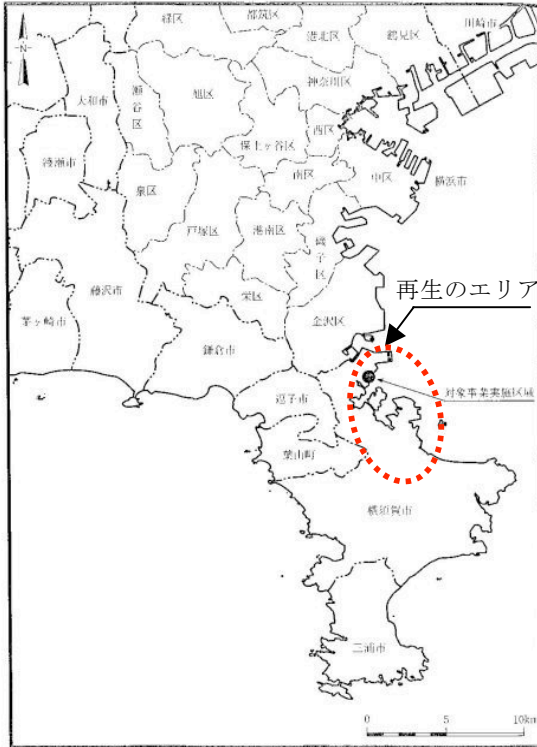 緑区
都筑区
港北区
鶴見区
川崎市
N
大和市
瀬谷区
旭区
神奈川区
西区
保土ヶ谷区
綾瀬市
南区
中区
横浜市
泉区
戸塚区
港南区
磯子区
藤沢市
栄区
茅ヶ崎市
鎌倉市
金沢区
再生のエリア
逗子市
対象事業実施区域
葉山町
横須賀市
三浦市
0 5 10km